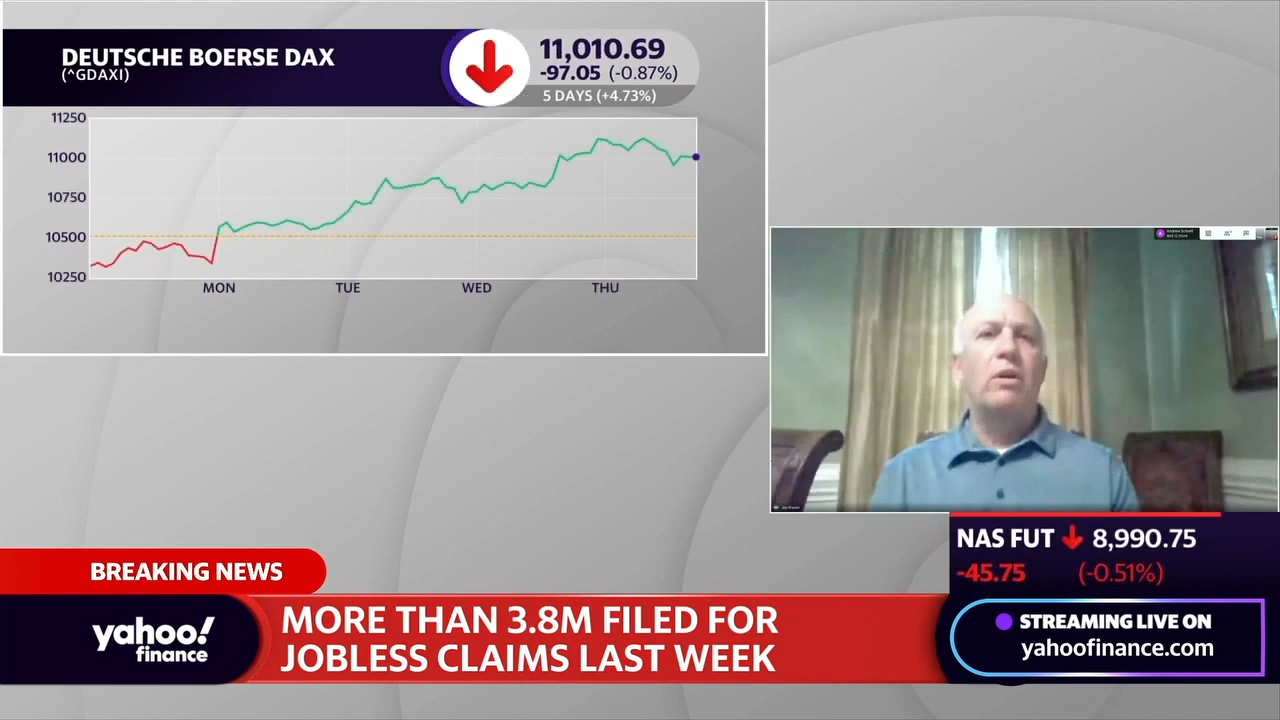 DEUTSCHE BOERSE DAX
(^GDAXI)
11,010.69
-97.05 (-0.87%)
5 DAYS (+4.73%)
11250
11000
10750
10500
10250
MON TUE WED THU
NAS FUT 8,990.75
-45.75 (-0.51%)
BREAKING NEWS
yahoo!
finance
MORE THAN 3.8M FILED FOR
JOBLESS CLAIMS LAST WEEK
STREAMING LIVE ON
yahoofinance.com